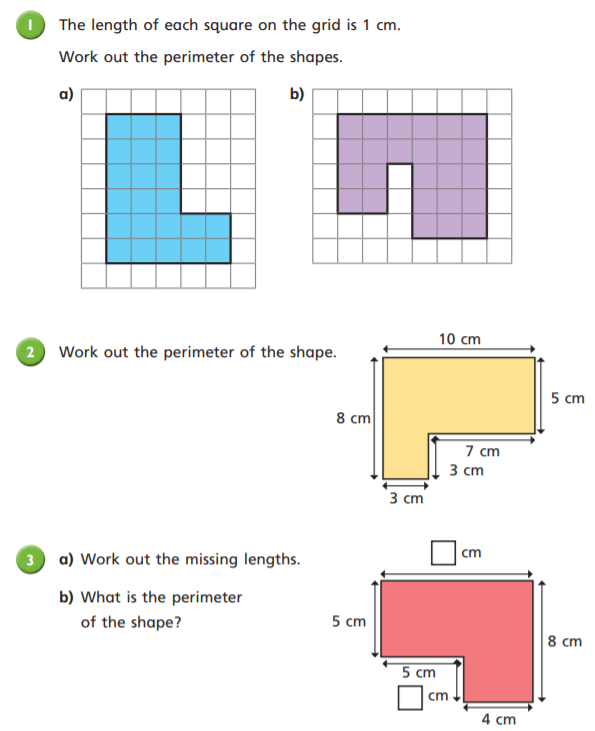 1 The length of each square on the grid is 1 cm.
Work out the perimeter of the shapes.
a)
b)
2 Work out the perimeter of the shape.
10 cm
5 cm
8 cm
7 cm
3 cm
3 cm
3 a) Work out the missing lengths.
b) What is the perimeter
of the shape?
cm
5 cm
8 cm
5 cm
cm
4 cm